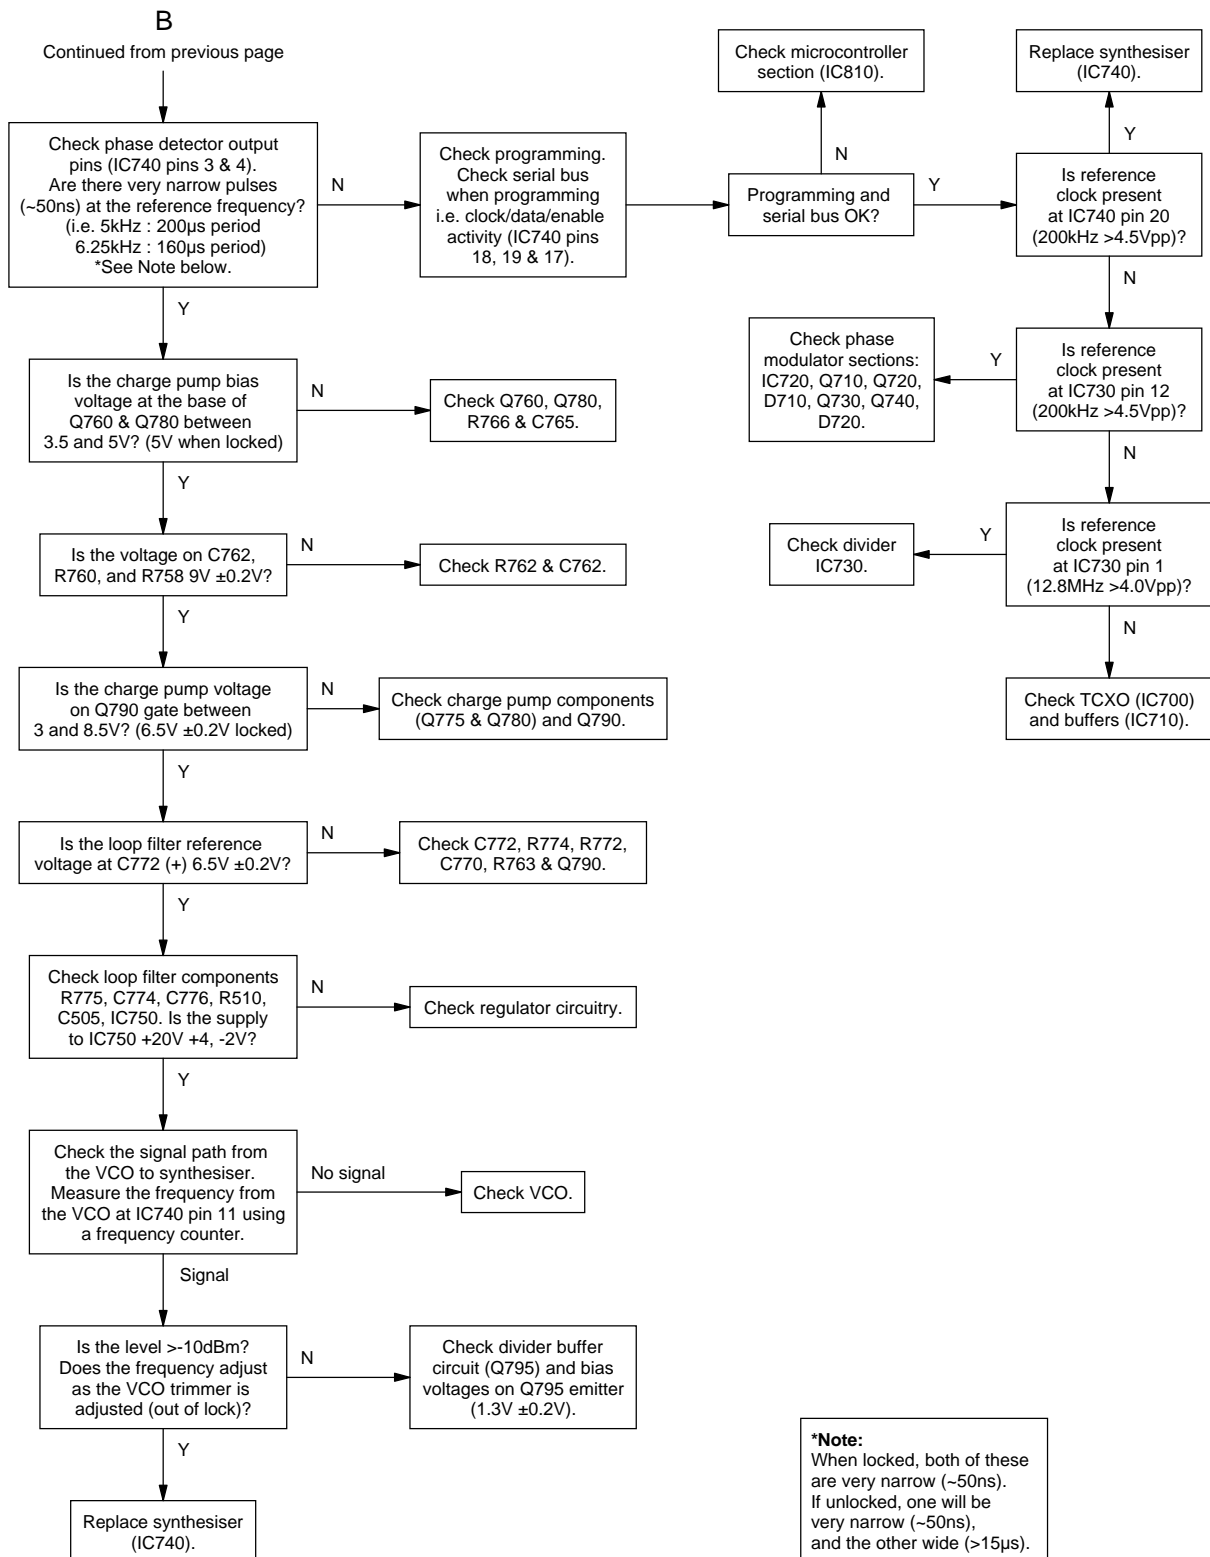 B
Continued from previous page
Check phase detector output
pins (IC740 pins 3 & 4).
Are there very narrow pulses
(~50ns) at the reference frequency?
(i.e. 5kHz : 200µs period
6.25kHz : 160µs period)
*See Note below.
N
Check programming.
Check serial bus
when programming
i.e. clock/data/enable
activity (IC740 pins
18, 19 & 17).
Check microcontroller
section (IC810).
N
Programming and
serial bus OK?
Y
Replace synthesiser
(IC740).
Y
Is reference
clock present
at IC740 pin 20
(200kHz >4.5Vpp)?
N
Y
Is the charge pump bias
voltage at the base of
Q760 & Q780 between
3.5 and 5V? (5V when locked)
N
Check Q760, Q780,
R766 & C765.
Check phase
modulator sections:
IC720, Q710, Q720,
D710, Q730, Q740,
D720.
Y
Is reference
clock present
at IC730 pin 12
(200kHz >4.5Vpp)?
N
Y
Is the voltage on C762,
R760, and R758 9V ±0.2V?
N
Check R762 & C762.
Check divider
IC730.
Y
Is reference
clock present
at IC730 pin 1
(12.8MHz >4.0Vpp)?
N
Y
Is the charge pump voltage
on Q790 gate between
3 and 8.5V? (6.5V ±0.2V locked)
N
Check charge pump components
(Q775 & Q780) and Q790.
Check TCXO (IC700)
and buffers (IC710).
Y
Is the loop filter reference
voltage at C772 (+) 6.5V ±0.2V?
N
Check C772, R774, R772,
C770, R763 & Q790.
Y
Check loop filter components
R775, C774, C776, R510,
C505, IC750. Is the supply
to IC750 +20V +4, -2V?
N
Check regulator circuitry.
Y
Check the signal path from
the VCO to synthesiser.
Measure the frequency from
the VCO at IC740 pin 11 using
a frequency counter.
No signal
Check VCO.
Signal
Is the level >-10dBm?
Does the frequency adjust
as the VCO trimmer is
adjusted (out of lock)?
N
Check divider buffer
circuit (Q795) and bias
voltages on Q795 emitter
(1.3V ±0.2V).
Y
Replace synthesiser
(IC740).
*Note:
When locked, both of these
are very narrow (~50ns).
If unlocked, one will be
very narrow (~50ns),
and the other wide (>15µs).